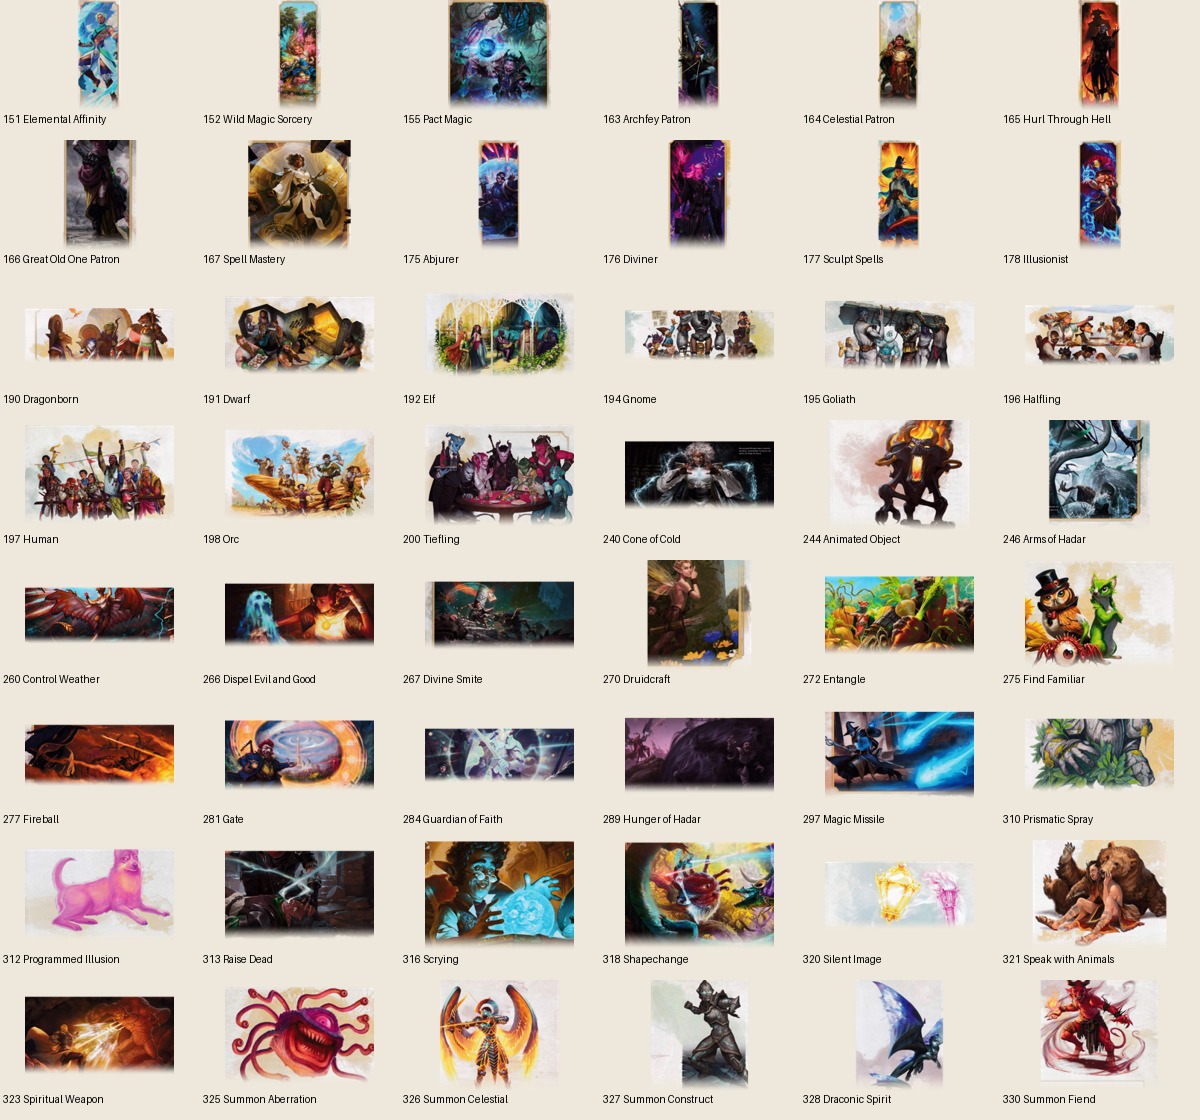 151 Elemental Affinity
152 Wild Magic Sorcery
155 Pact Magic
163 Archfey Patron
164 Celestial Patron
165 Hurl Through Hell
166 Great Old One Patron
167 Spell Mastery
175 Abjurer
176 Diviner
177 Sculpt Spells
178 Illusionist
190 Dragonborn
191 Dwarf
192 Elf
194 Gnome
195 Goliath
196 Halfling
197 Human
198 Orc
200 Tiefling
240 Cone of Cold
244 Animated Object
246 Arms of Hadar
260 Control Weather
266 Dispel Evil and Good
267 Divine Smite
270 Druidcraft
272 Entangle
275 Find Familiar
277 Fireball
281 Gate
284 Guardian of Faith
289 Hunger of Hadar
297 Magic Missile
310 Prismatic Spray
312 Programmed Illusion
313 Raise Dead
316 Scrying
318 Shapechange
320 Silent Image
321 Speak with Animals
323 Spiritual Weapon
325 Summon Aberration
326 Summon Celestial
327 Summon Construct
328 Draconic Spirit
330 Summon Fiend